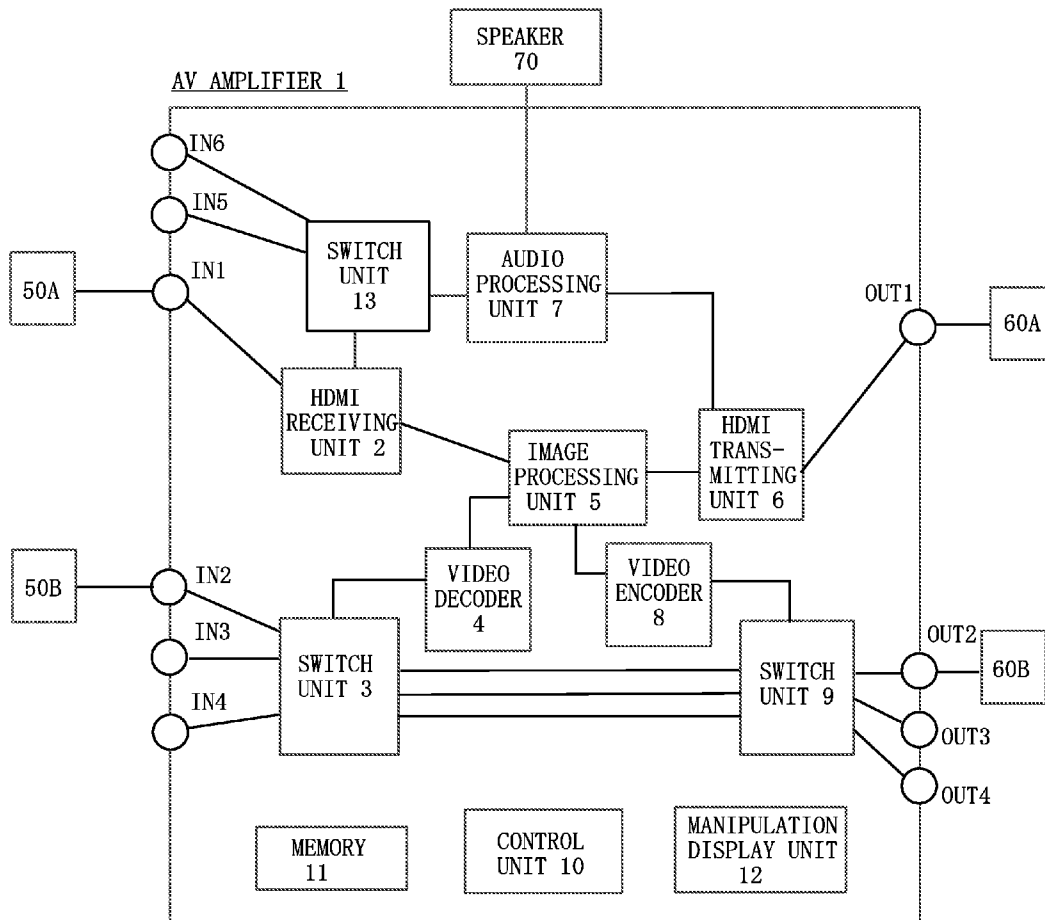 SPEAKER
70
AV AMPLIFIER 1
IN6
IN5
IN1
50A
SWITCH
UNIT
13
AUDIO
PROCESSING
UNIT 7
OUT1
60A
HDMI
RECEIVING
UNIT 2
IMAGE
PROCESSING
UNIT 5
HDMI
TRANS-
MITTING
UNIT 6
50B
IN2
IN3
IN4
VIDEO
DECODER
4
VIDEO
ENCODER
8
SWITCH
UNIT 3
SWITCH
UNIT 9
OUT2
60B
OUT3
OUT4
MEMORY
11
CONTROL
UNIT 10
MANIPULATION
DISPLAY UNIT
12